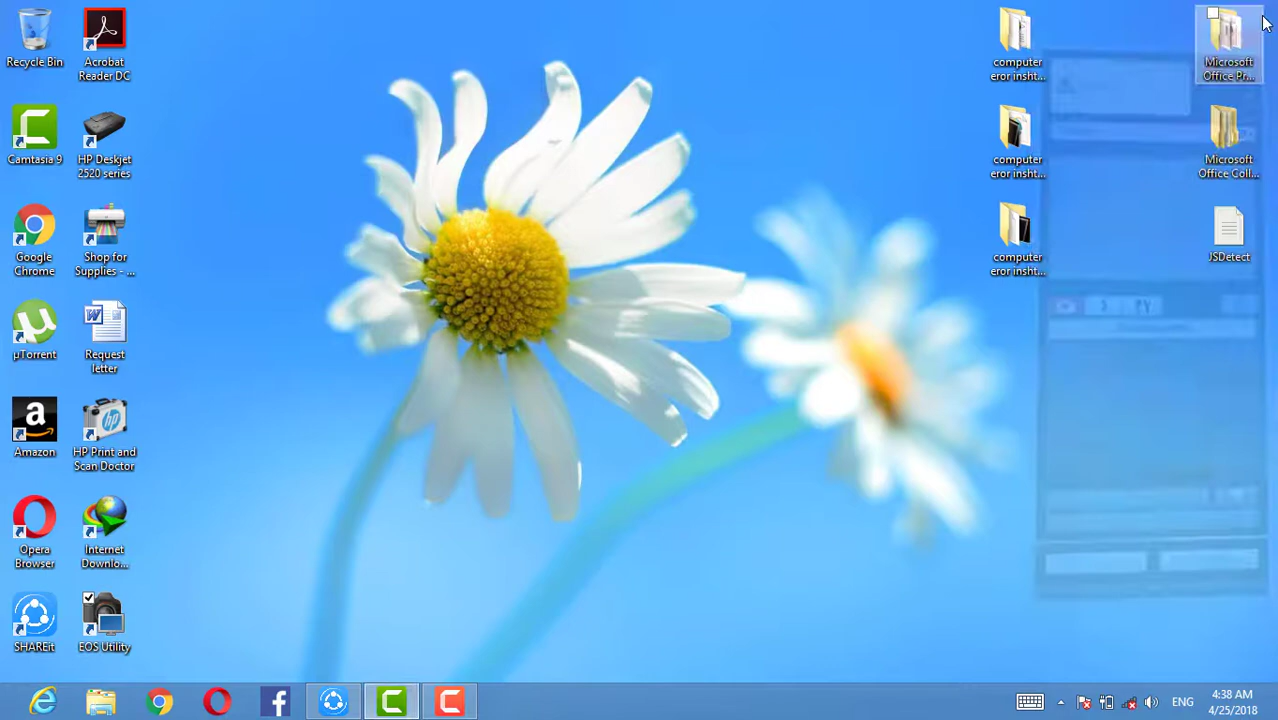 Recycle Bin
Acrobat
Reader DC
Camtasia 9
HP Deskjet
2520 series
Google
Chrome
Shop for
Supplies - ...
µTorrent
Request
letter
Amazon
HP Print and
Scan Doctor
Opera
Browser
Internet
Downlo...
SHAREit
EOS Utility
computer
eror insht...
computer
eror insht...
computer
eror insht...
Microsoft
Office Pr...
Microsoft
Office Coll...
JSDetect
ENG
4:38 AM
4/25/2018